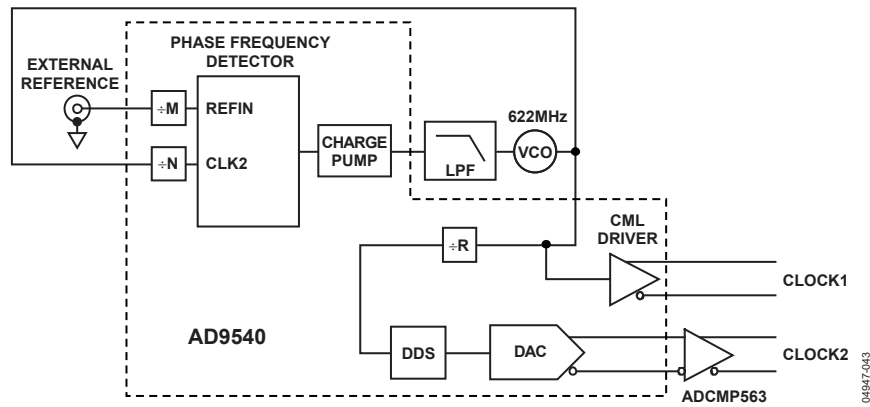 PHASE FREQUENCY
DETECTOR
EXTERNAL
REFERENCE
÷M
REFIN
÷N
CLK2
CHARGE
PUMP
LPF
622MHz
VCO
CML
DRIVER
÷R
CLOCK1
AD9540
DDS
DAC
CLOCK2
ADCMP563
04947-043